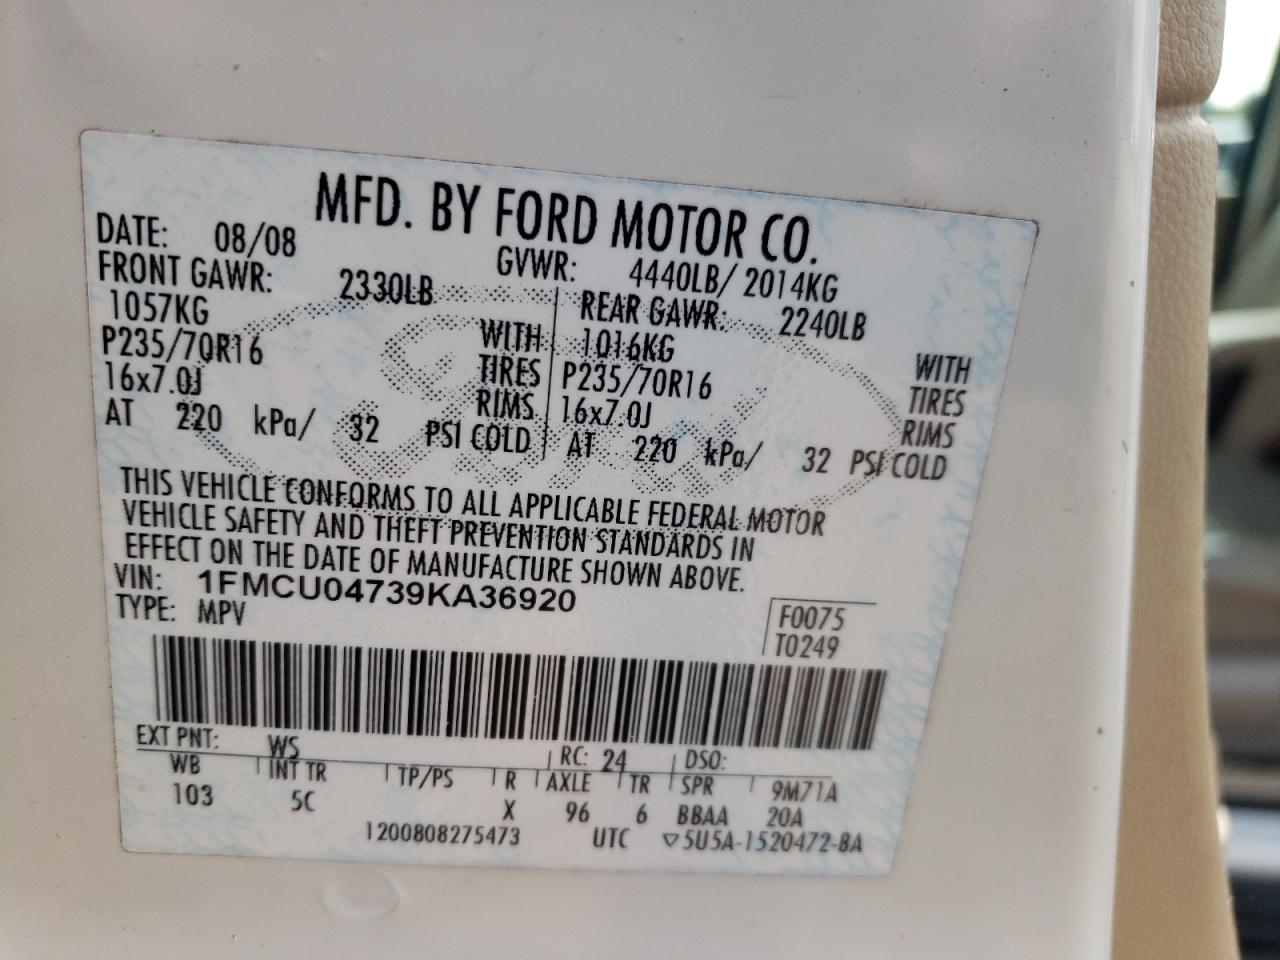 MFD. BY FORD MOTOR CO.
DATE: 08/08 GVWR: 4440LB/ 2014KG
FRONT GAWR: 2330LB REAR GAWR: 2240LB
1057KG WITH 1016KG WITH
P235/70R16 TIRES P235/70R16 TIRES
16x7.0J RIMS 16x7.0J RIMS
AT 220 kPa/ 32 PSI COLD AT 220 kPa/ 32 PSI COLD
THIS VEHICLE CONFORMS TO ALL APPLICABLE FEDERAL MOTOR
VEHICLE SAFETY AND THEFT PREVENTION STANDARDS IN
EFFECT ON THE DATE OF MANUFACTURE SHOWN ABOVE.
VIN: 1FMCU04739KA36920
TYPE: MPV
F0075
T0249
EXT PNT: WS RC: 24 DSO:
WB INT TR TP/PS R AXLE TR SPR 9M71A
103 5C X 96 6 BBAA 20A
1200808275473 UTC ▽5U5A-1520472-BA